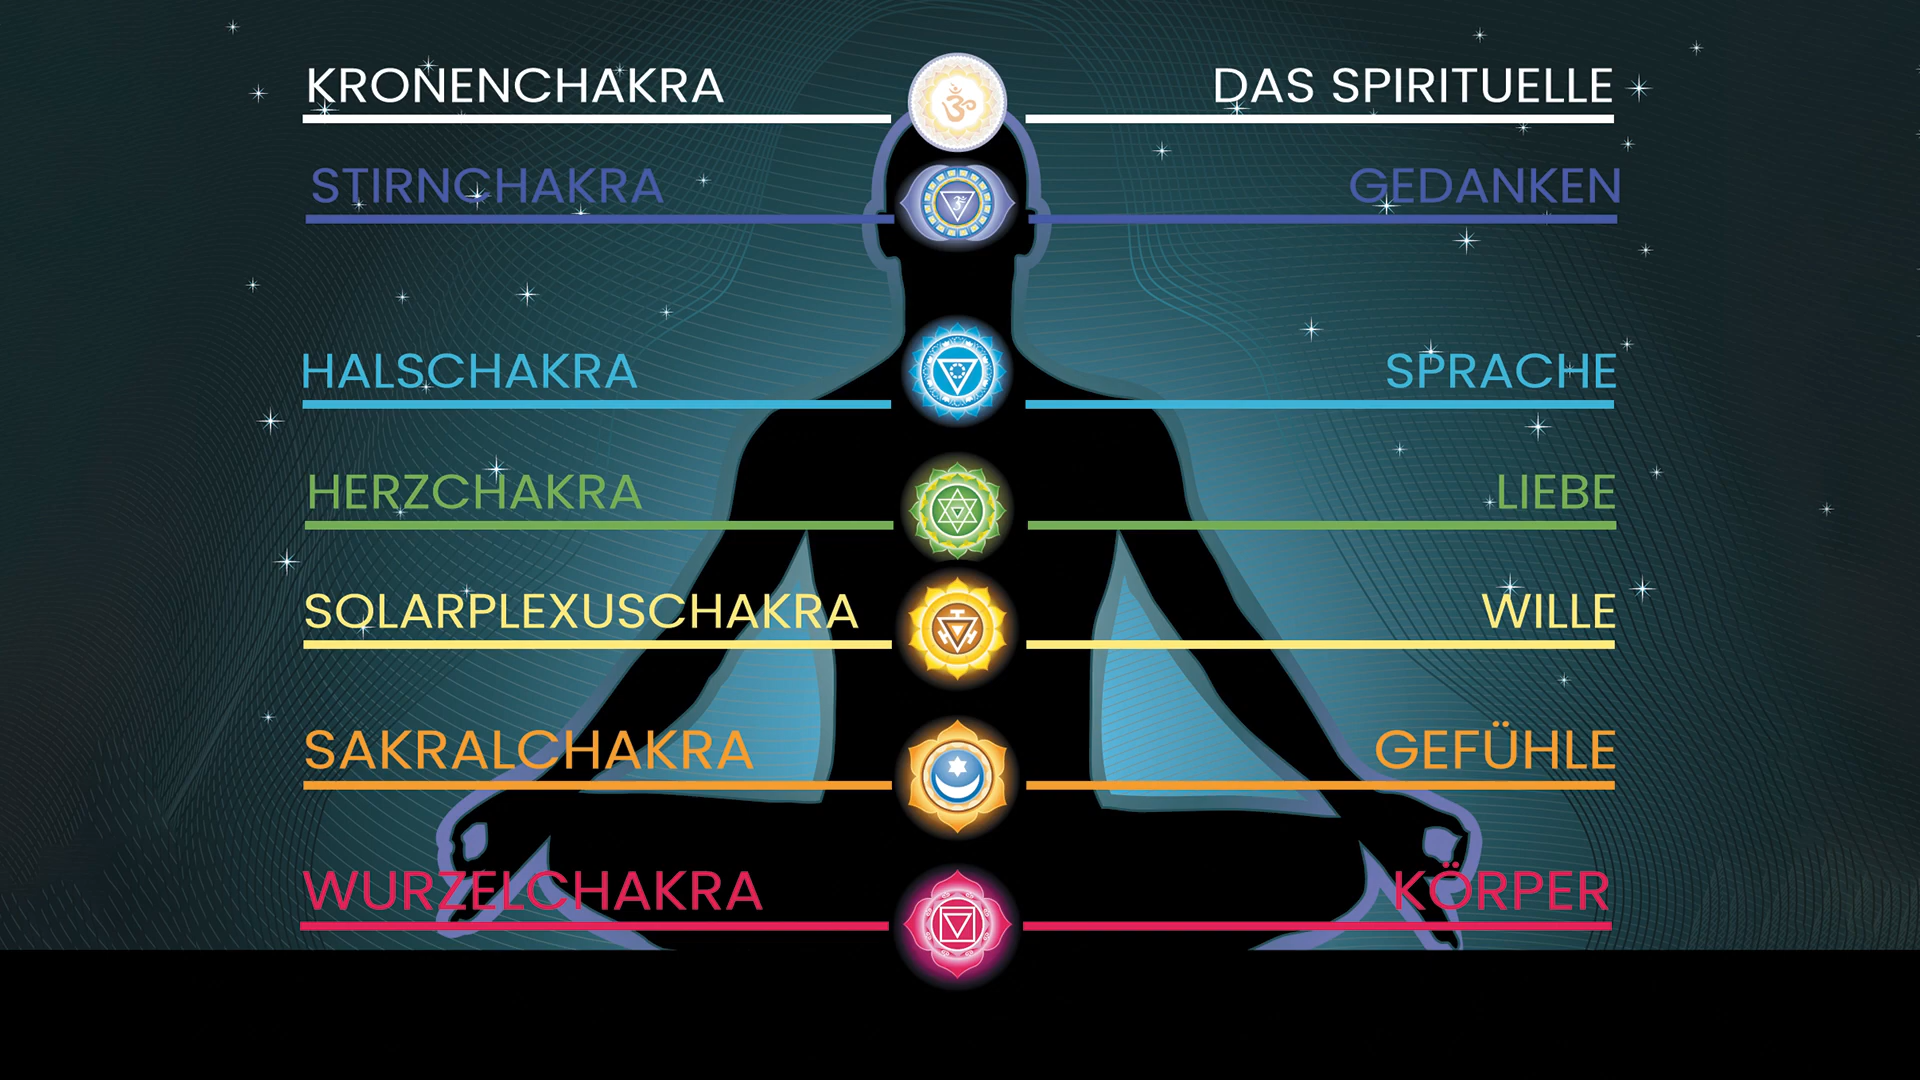 KRONENCHAKRA DAS SPIRITUELLE
STIRNCHAKRA GEDANKEN
HALSCHAKRA SPRACHE
HERZCHAKRA LIEBE
SOLARPLEXUSCHAKRA WILLE
SAKRALCHAKRA GEFÜHLE
WURZELCHAKRA KÖRPER